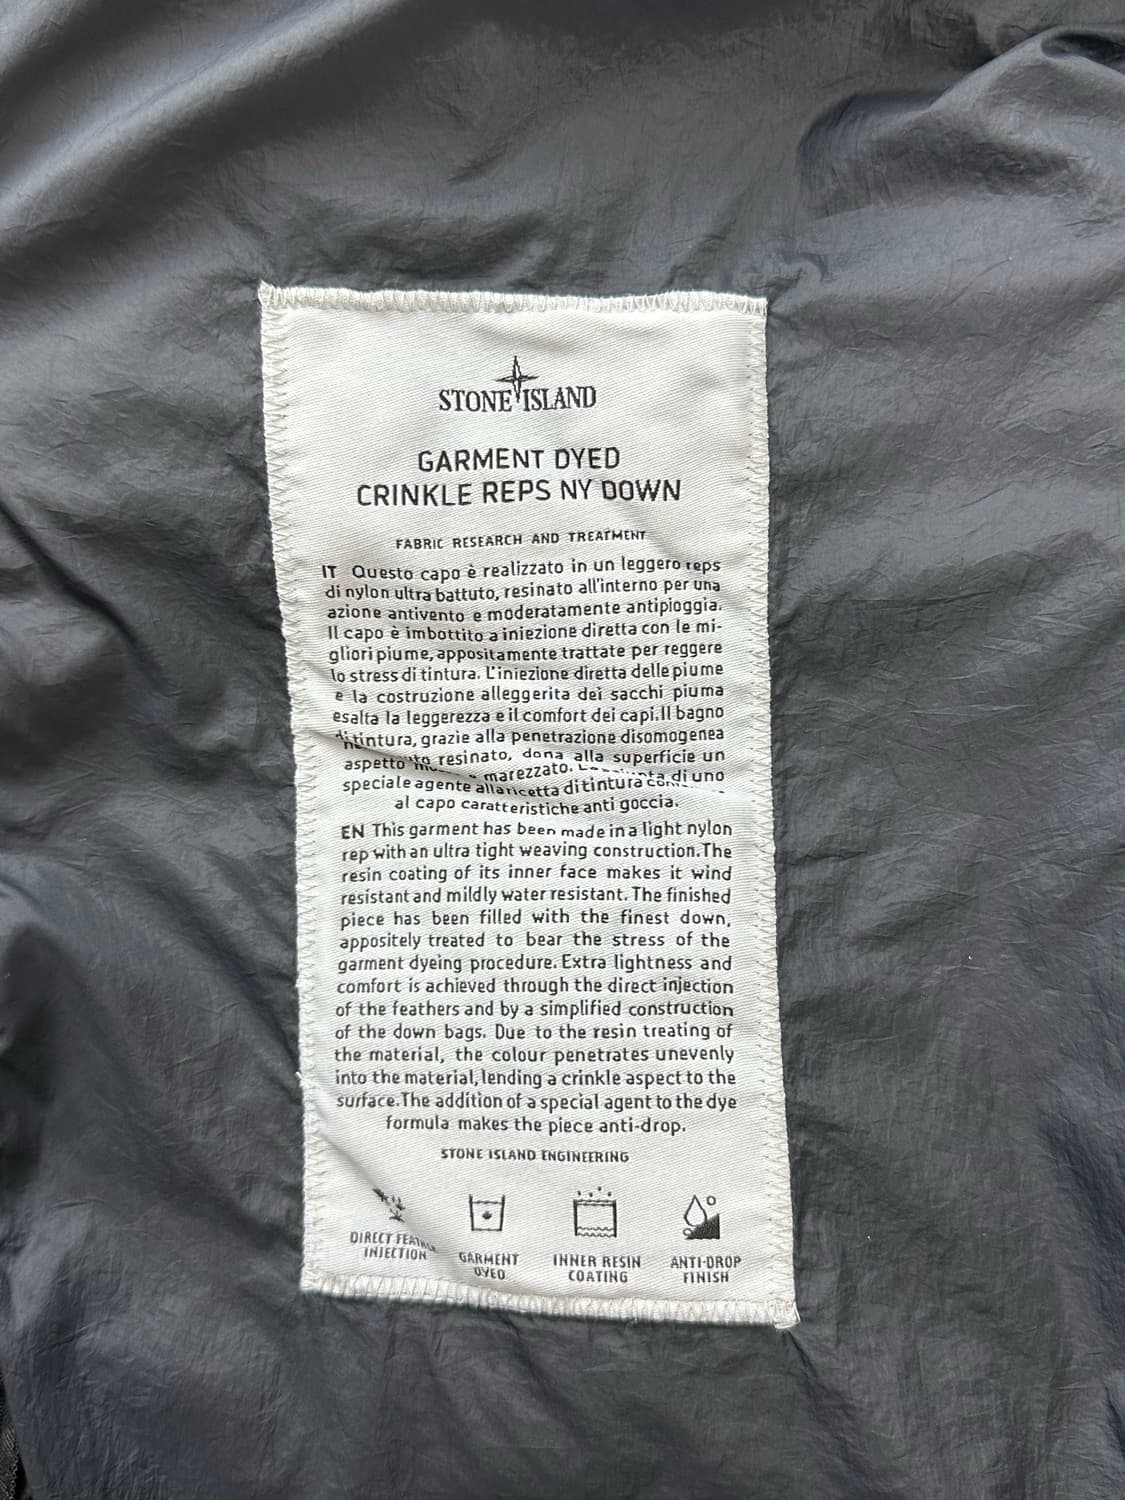 STONE ISLAND
GARMENT DYED
CRINKLE REPS NY DOWN
FABRIC RESEARCH AND TREATMENT
IT Questo capo è realizzato in un leggero reps
di nylon ultra battuto, resinato all'interno per una
azione antivento e moderatamente antipioggia.
Il capo è imbottito a iniezione diretta con le mi-
gliori piume, appositamente trattate per reggere
lo stress di tintura. L'iniezione diretta delle piume
e la costruzione alleggerita dei sacchi piuma
esalta la leggerezza e il comfort dei capi. Il bagno
di tintura, grazie alla penetrazione disomogenea
aspetto resinato, dona alla superficie un
marezzato. di uno
speciale agente alla ricetta di tintura
al capo caratteristiche anti goccia.
EN This garment has been made in a light nylon
rep with an ultra tight weaving construction. The
resin coating of its inner face makes it wind
resistant and mildly water resistant. The finished
piece has been filled with the finest down,
appositely treated to bear the stress of the
garment dyeing procedure. Extra lightness and
comfort is achieved through the direct injection
of the feathers and by a simplified construction
of the down bags. Due to the resin treating of
the material, the colour penetrates unevenly
into the material, lending a crinkle aspect to the
surface. The addition of a special agent to the dye
formula makes the piece anti-drop.
STONE ISLAND ENGINEERING
DIRECT FEATHER
INJECTION
GARMENT
DYED
INNER RESIN
COATING
ANTI-DROP
FINISH